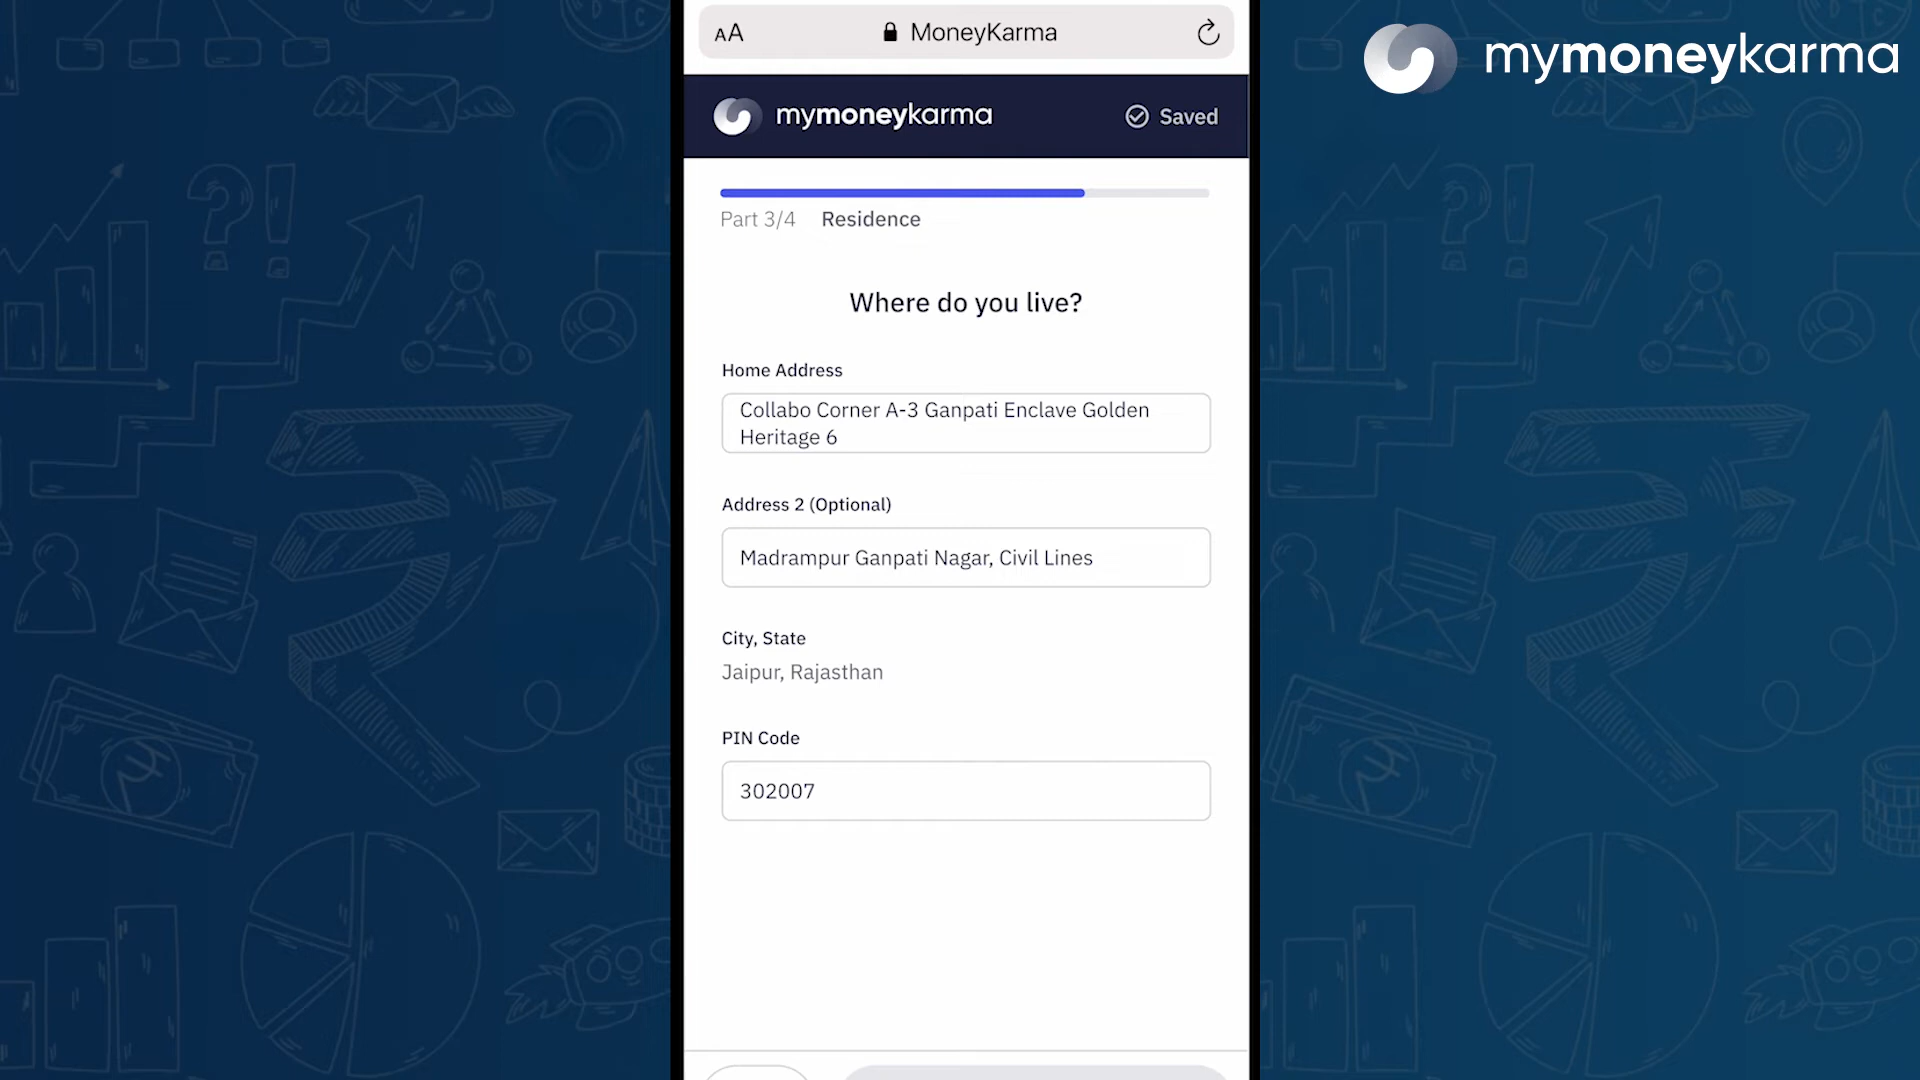 AA MoneyKarma
mymoneykarma
mymoneykarma Saved
Part 3/4 Residence
Where do you live?
Home Address
Collabo Corner A-3 Ganpati Enclave Golden
Heritage 6
Address 2 (Optional)
Madrampur Ganpati Nagar, Civil Lines
City, State
Jaipur, Rajasthan
PIN Code
302007